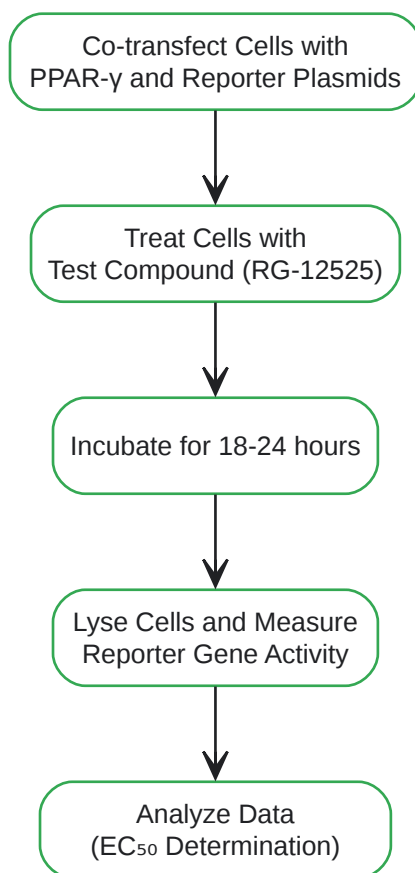 Co-transfect Cells with
PPAR-γ and Reporter Plasmids
Treat Cells with
Test Compound (RG-12525)
Incubate for 18-24 hours
Lyse Cells and Measure
Reporter Gene Activity
Analyze Data
(EC₅₀ Determination)